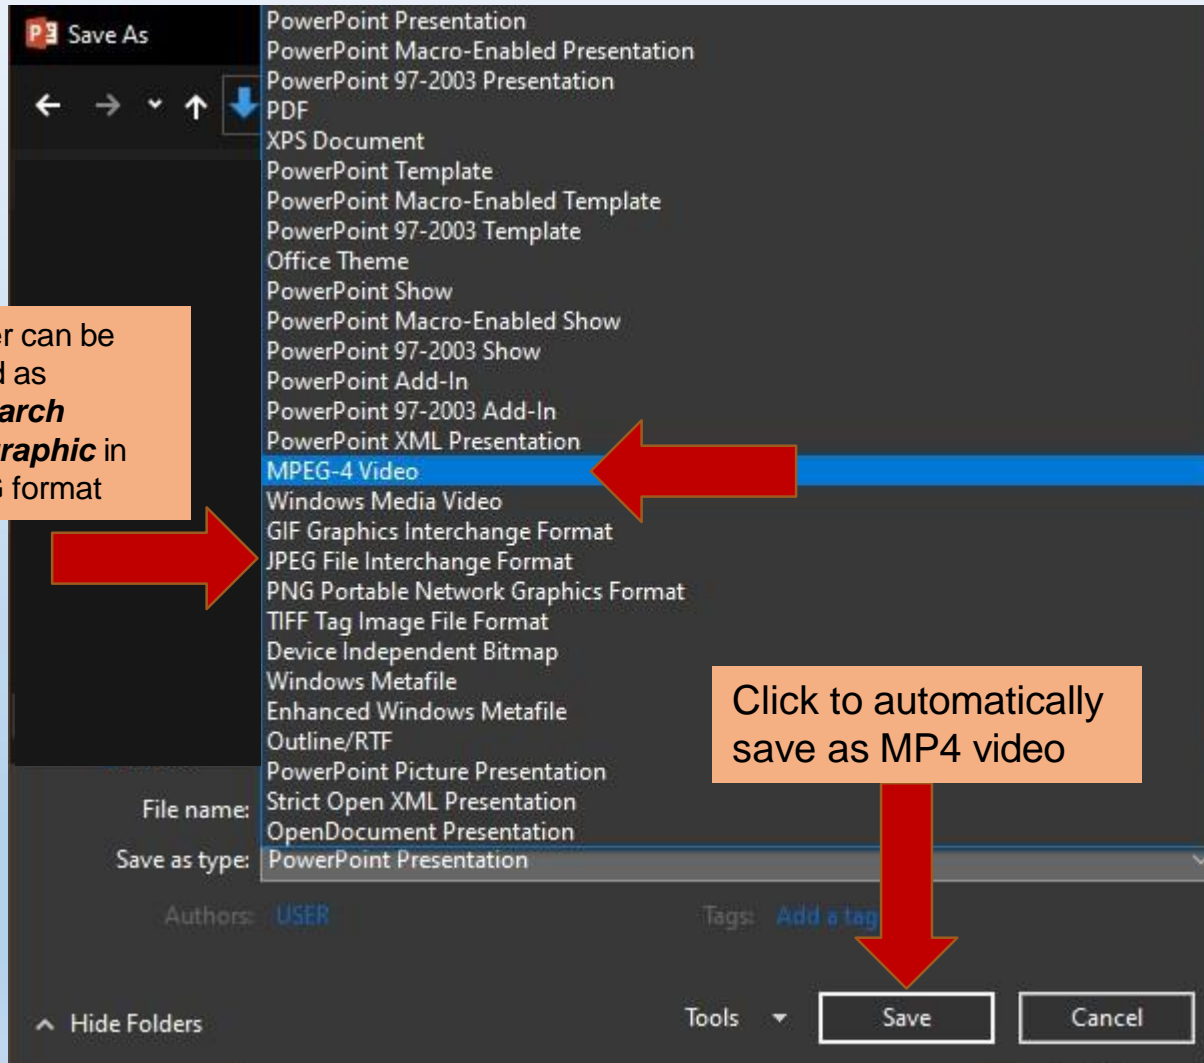 Save As
PowerPoint Presentation
PowerPoint Macro-Enabled Presentation
PowerPoint 97-2003 Presentation
PDF
XPS Document
PowerPoint Template
PowerPoint Macro-Enabled Template
PowerPoint 97-2003 Template
Office Theme
PowerPoint Show
PowerPoint Macro-Enabled Show
PowerPoint 97-2003 Show
PowerPoint Add-In
PowerPoint 97-2003 Add-In
PowerPoint XML Presentation
MPEG-4 Video
Windows Media Video
GIF Graphics Interchange Format
JPEG File Interchange Format
PNG Portable Network Graphics Format
TIFF Tag Image File Format
Device Independent Bitmap
Windows Metafile
Enhanced Windows Metafile
Outline/RTF
PowerPoint Picture Presentation
Strict Open XML Presentation
OpenDocument Presentation
can be
as
in
format
Click to automatically
save as MP4 video
File name:
Save as type: PowerPoint Presentation
Authors: USER Tags: Add a tag
Hide Folders Tools Save Cancel